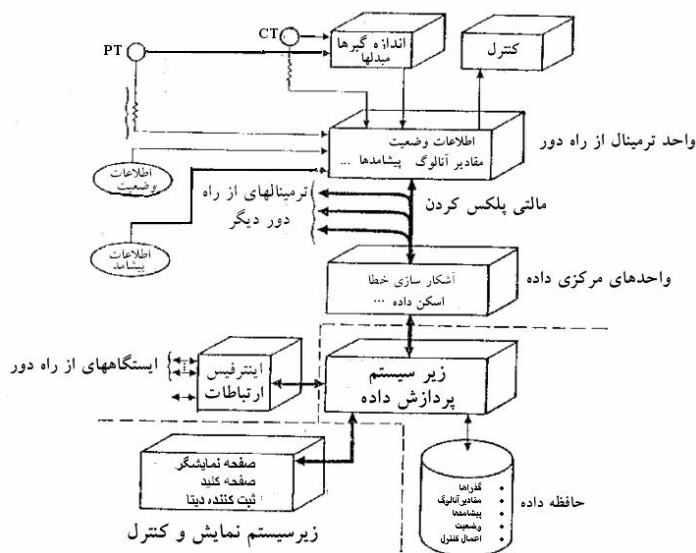 CT
PT
اندازه گیرها
مبدلها
کنترل
اطلاعات وضعیت
مقادیر آنالوگ پیشامدها ...
واحد ترمینال از راه دور
اطلاعات
وضعیت
ترمینالهای از راه
دور دیگر
مالتی پلکس کردن
اطلاعات
پیشامد
آشکار سازی خطا
اسکن داده ...
واحدهای مرکزی داده
ایستگاههای از راه دور
اینترفیس
ارتباطات
زیر سیستم
پردازش داده
صفحه نمایشگر
صفحه کلید
ثبت کننده دیتا
زیرسیستم نمایش و کنترل
• گذراها
• مقادیر آنالوگ
• پیشامدها
• وضعیت
• اعمال کنترل
حافظه داده